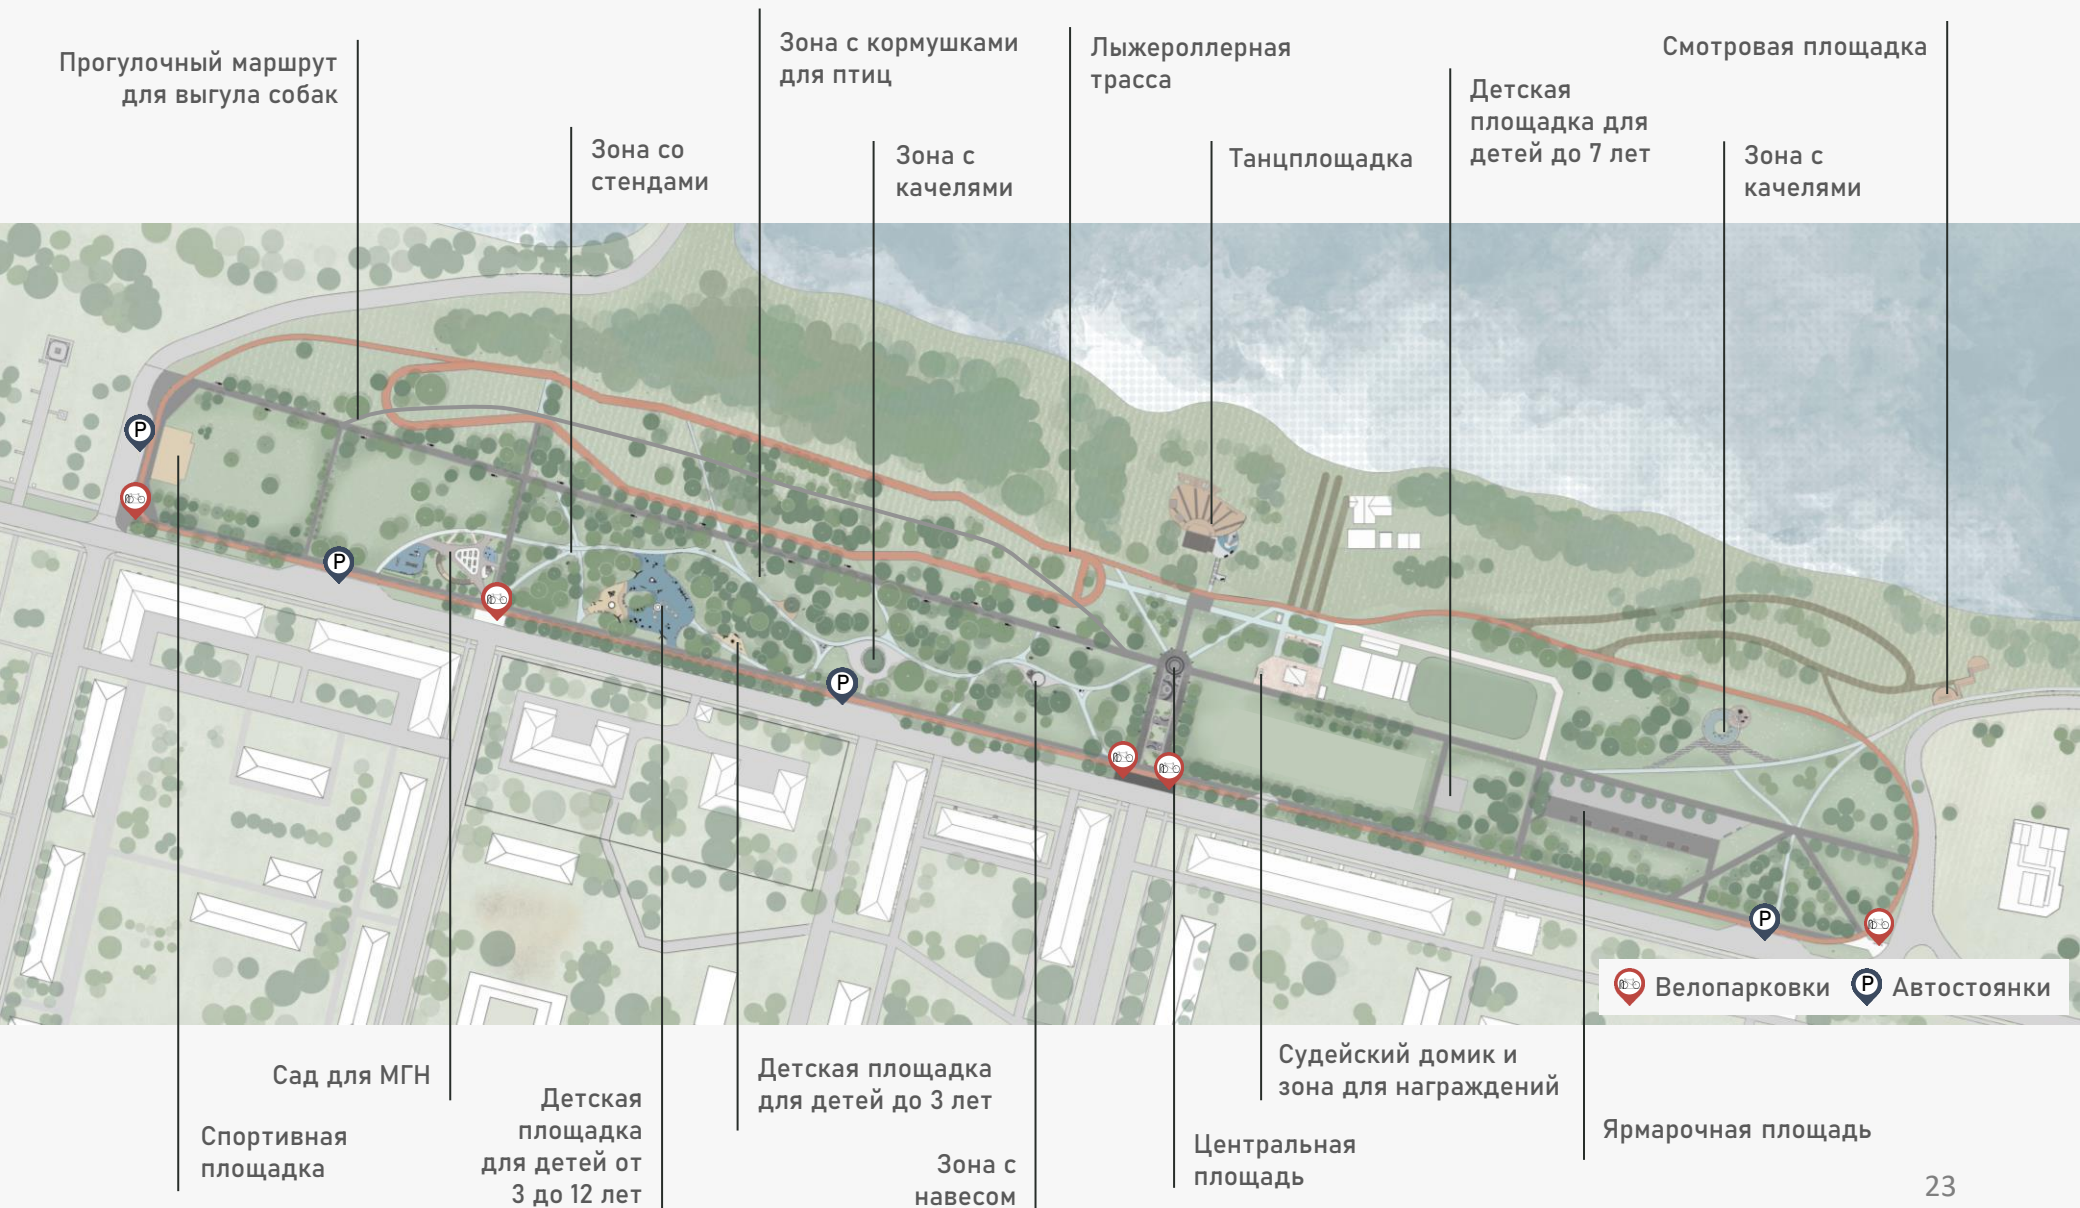 Прогулочный маршрут
для выгула собак
Зона со
стендами
Зона с кормушками
для птиц
Зона с
качелями
Лыжероллерная
трасса
Танцплощадка
Детская
площадка для
детей до 7 лет
Зона с
качелями
Смотровая площадка
P
P
P
P
Велопарковки
P Автостоянки
Спортивная
площадка
Сад для МГН
Детская
площадка
для детей от
3 до 12 лет
Детская площадка
для детей до 3 лет
Зона с
навесом
Центральная
площадь
Судейский домик и
зона для награждений
Ярмарочная площадь
23